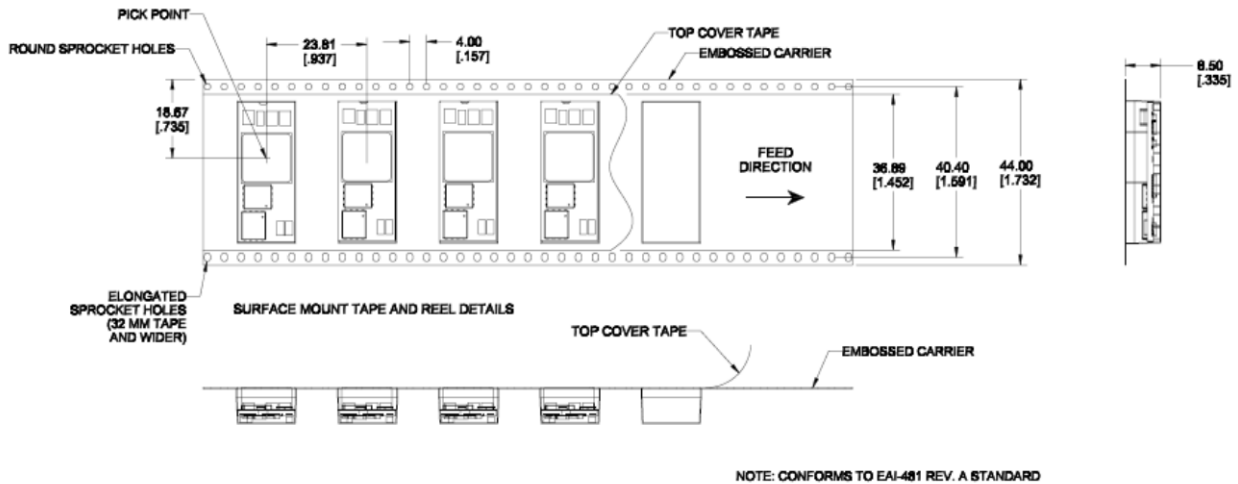 PICK POINT
ROUND SPROCKET HOLES
23.81
[.937]
4.00
[.157]
TOP COVER TAPE
EMBOSSED CARRIER
8.50
[.335]
18.67
[.735]
FEED
DIRECTION
36.89
[1.452]
40.40
[1.591]
44.00
[1.732]
ELONGATED
SPROCKET HOLES
(32 MM TAPE
AND WIDER)
SURFACE MOUNT TAPE AND REEL DETAILS
TOP COVER TAPE
EMBOSSED CARRIER
NOTE: CONFORMS TO EAI-481 REV. A STANDARD